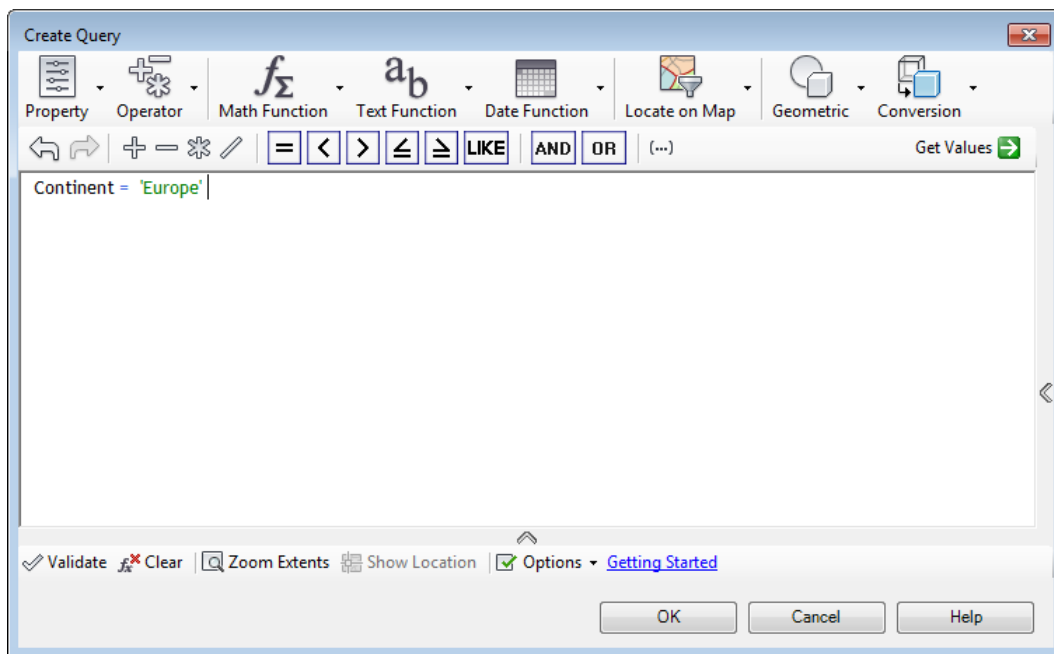 Create Query
Property Operator Math Function Text Function Date Function Locate on Map Geometric Conversion
= < > ≤ ≥ LIKE AND OR (...) Get Values
Continent = 'Europe'
Validate Clear Zoom Extents Show Location Options Getting Started
OK Cancel Help